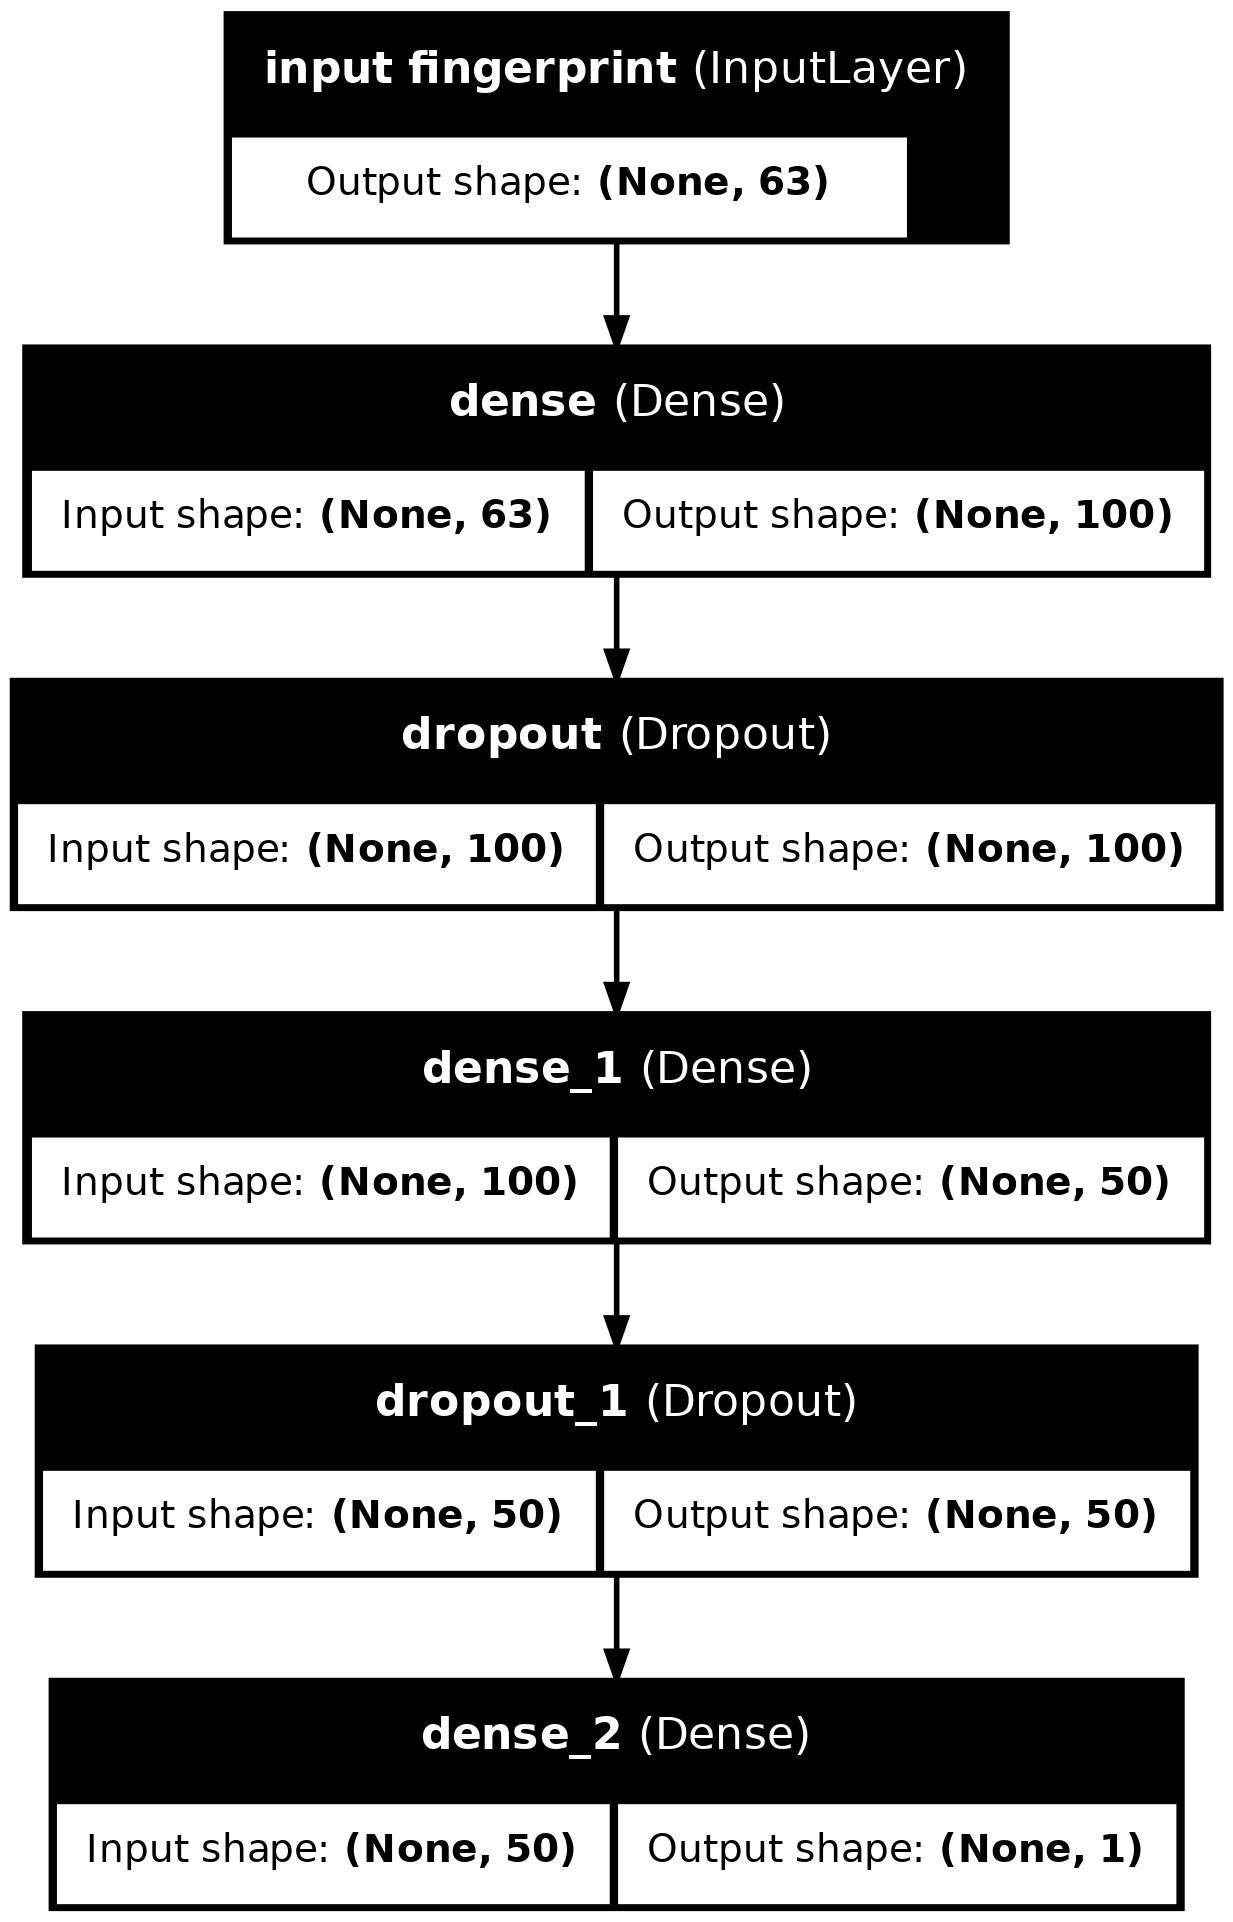 input fingerprint (InputLayer)
Output shape: (None, 63)
dense (Dense)
Input shape: (None, 63) Output shape: (None, 100)
dropout (Dropout)
Input shape: (None, 100) Output shape: (None, 100)
dense_1 (Dense)
Input shape: (None, 100) Output shape: (None, 50)
dropout_1 (Dropout)
Input shape: (None, 50) Output shape: (None, 50)
dense_2 (Dense)
Input shape: (None, 50) Output shape: (None, 1)